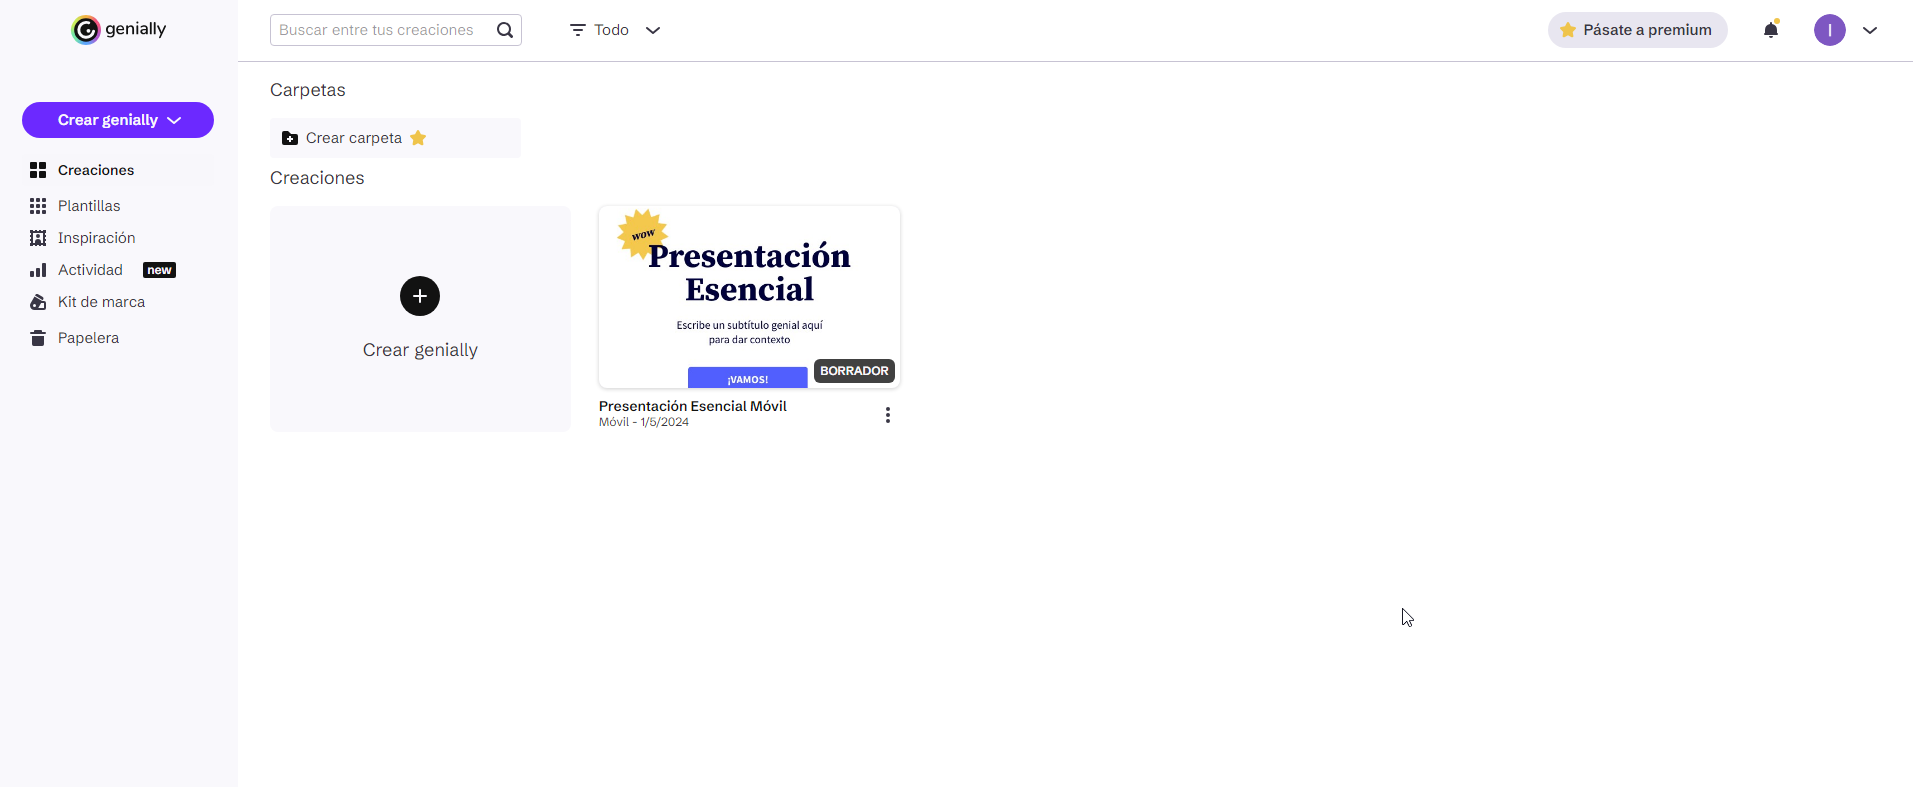 genially
Buscar entre tus creaciones
Todo
Pásate a premium
I
Crear genially
Creaciones
Plantillas
Inspiración
Actividad new
Kit de marca
Papelera
Carpetas
Crear carpeta
Creaciones
Crear genially
wow
Presentación
Esencial
Escribe un subtítulo genial aquí
para dar contexto
¡VAMOS!
BORRADOR
Presentación Esencial Móvil
Móvil - 1/5/2024